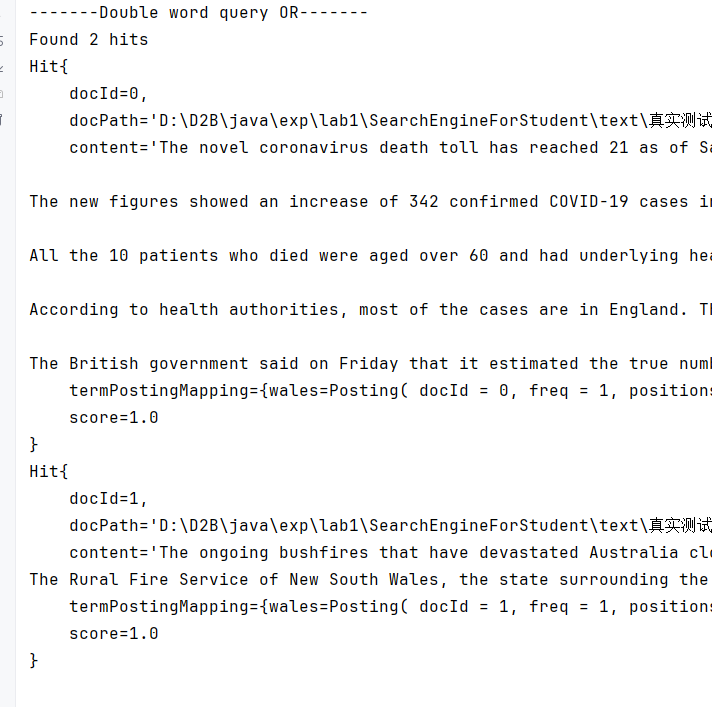 -------Double word query OR-------
Found 2 hits
Hit{
docId=0,
docPath='D:\D2B\java\exp\lab1\SearchEngineForStudent\text\真实测试
content='The novel coronavirus death toll has reached 21 as of
The new figures showed an increase of 342 confirmed COVID-19 cases
All the 10 patients who died were aged over 60 and had underlying
According to health authorities, most of the cases are in England.
The British government said on Friday that it estimated the true
termPostingMapping={wales=Posting( docId = 0, freq = 1, positions
score=1.0
}
Hit{
docId=1,
docPath='D:\D2B\java\exp\lab1\SearchEngineForStudent\text\真实测试
content='The ongoing bushfires that have devastated Australia
The Rural Fire Service of New South Wales, the state surrounding the
termPostingMapping={wales=Posting( docId = 1, freq = 1, positions
score=1.0
}